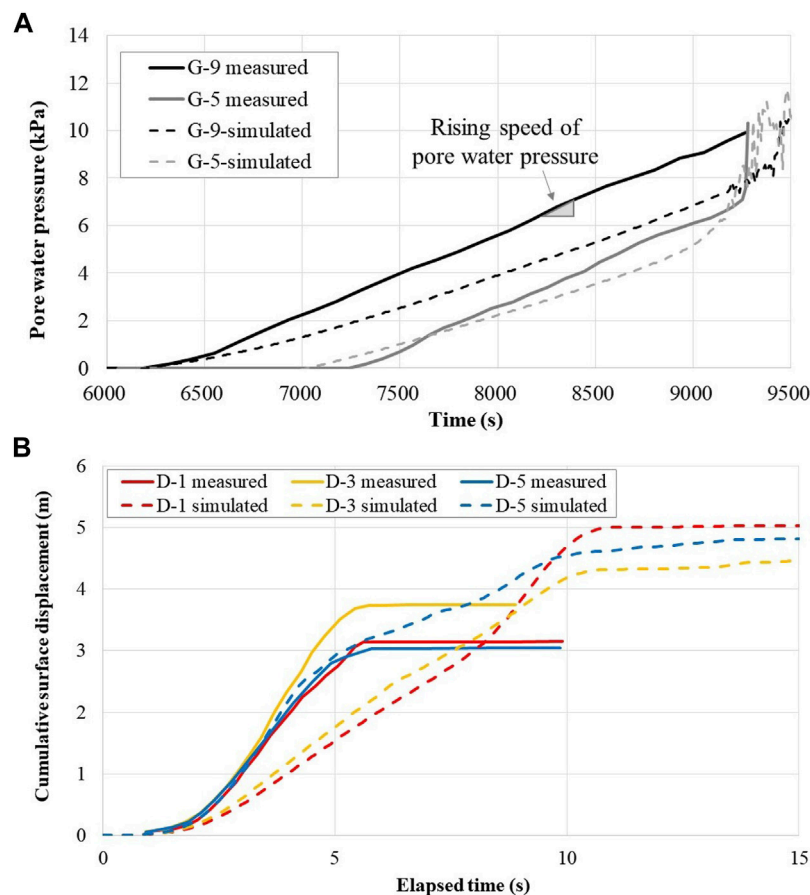 A
14
12
10
8
6
4
2
0
Pore water pressure (kPa)
G-9 measured
G-5 measured
G-9-simulated
G-5-simulated
Rising speed of
pore water pressure
6000 6500 7000 7500 8000 8500 9000 9500
Time (s)
B
6
5
4
3
2
1
0
Cumulative surface displacement (m)
D-1 measured D-3 measured D-5 measured
D-1 simulated D-3 simulated D-5 simulated
0 5 10 15
Elapsed time (s)